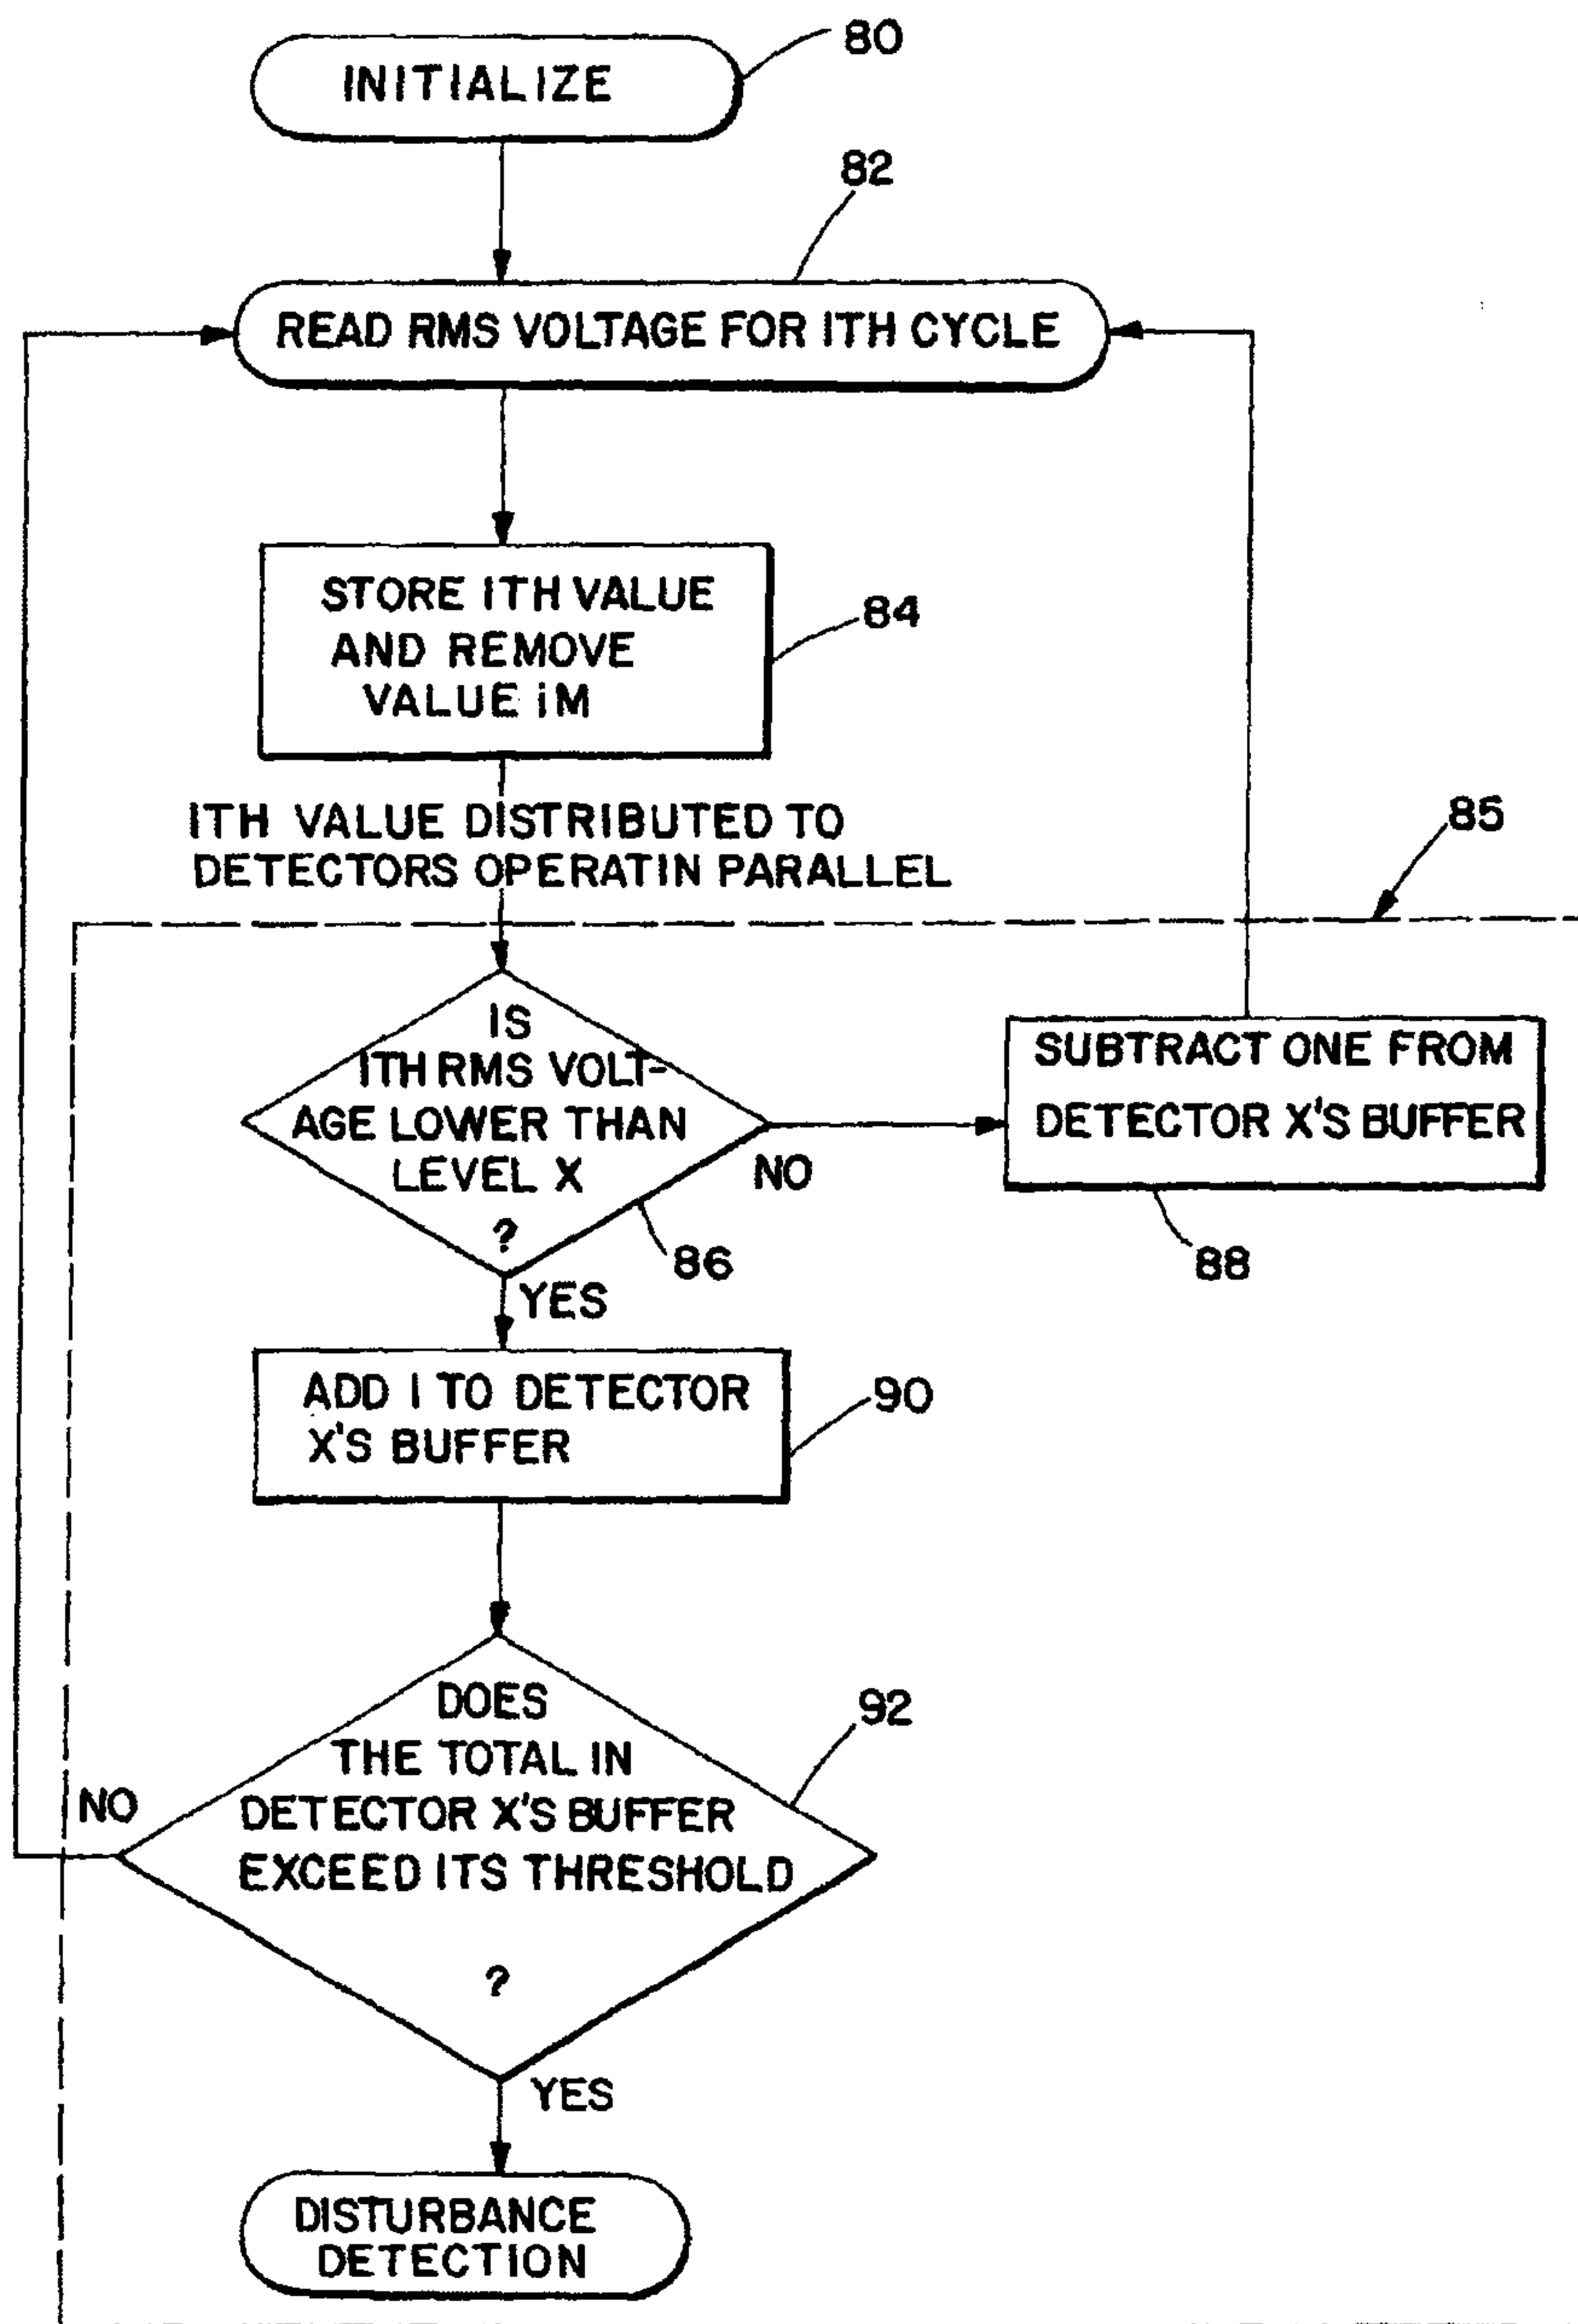 INITIALIZE
80
82
READ RMS VOLTAGE FOR ITH CYCLE
STORE ITH VALUE
AND REMOVE
VALUE iM
84
ITH VALUE DISTRIBUTED TO
DETECTORS OPERATIN PARALLEL
85
IS
ITH RMS VOLT-
AGE LOWER THAN
LEVEL X
?
NO
86
YES
SUBTRACT ONE FROM
DETECTOR X'S BUFFER
88
ADD 1 TO DETECTOR
X'S BUFFER
90
DOES
THE TOTAL IN
DETECTOR X'S BUFFER
EXCEED ITS THRESHOLD
?
92
NO
YES
DISTURBANCE
DETECTION